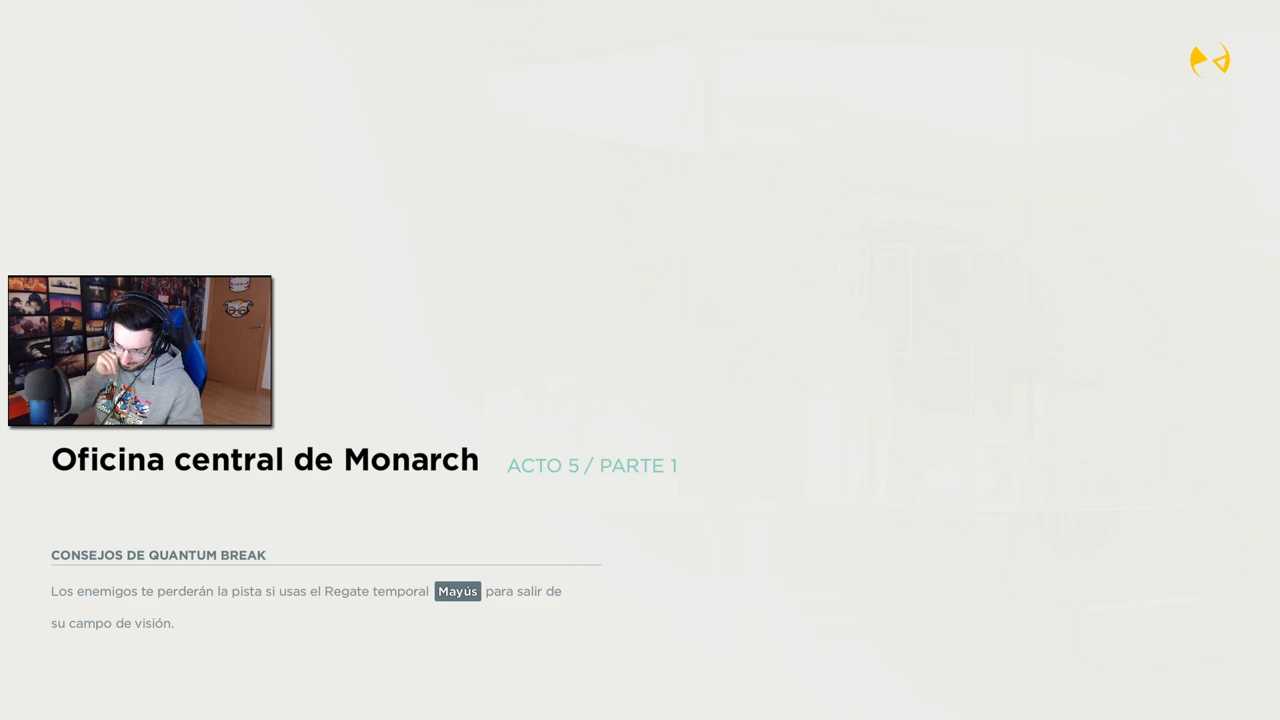 Oficina central de Monarch ACTO 5 / PARTE 1
CONSEJOS DE QUANTUM BREAK
Los enemigos te perderán la pista si usas el Regate temporal Mayús para salir de
su campo de visión.